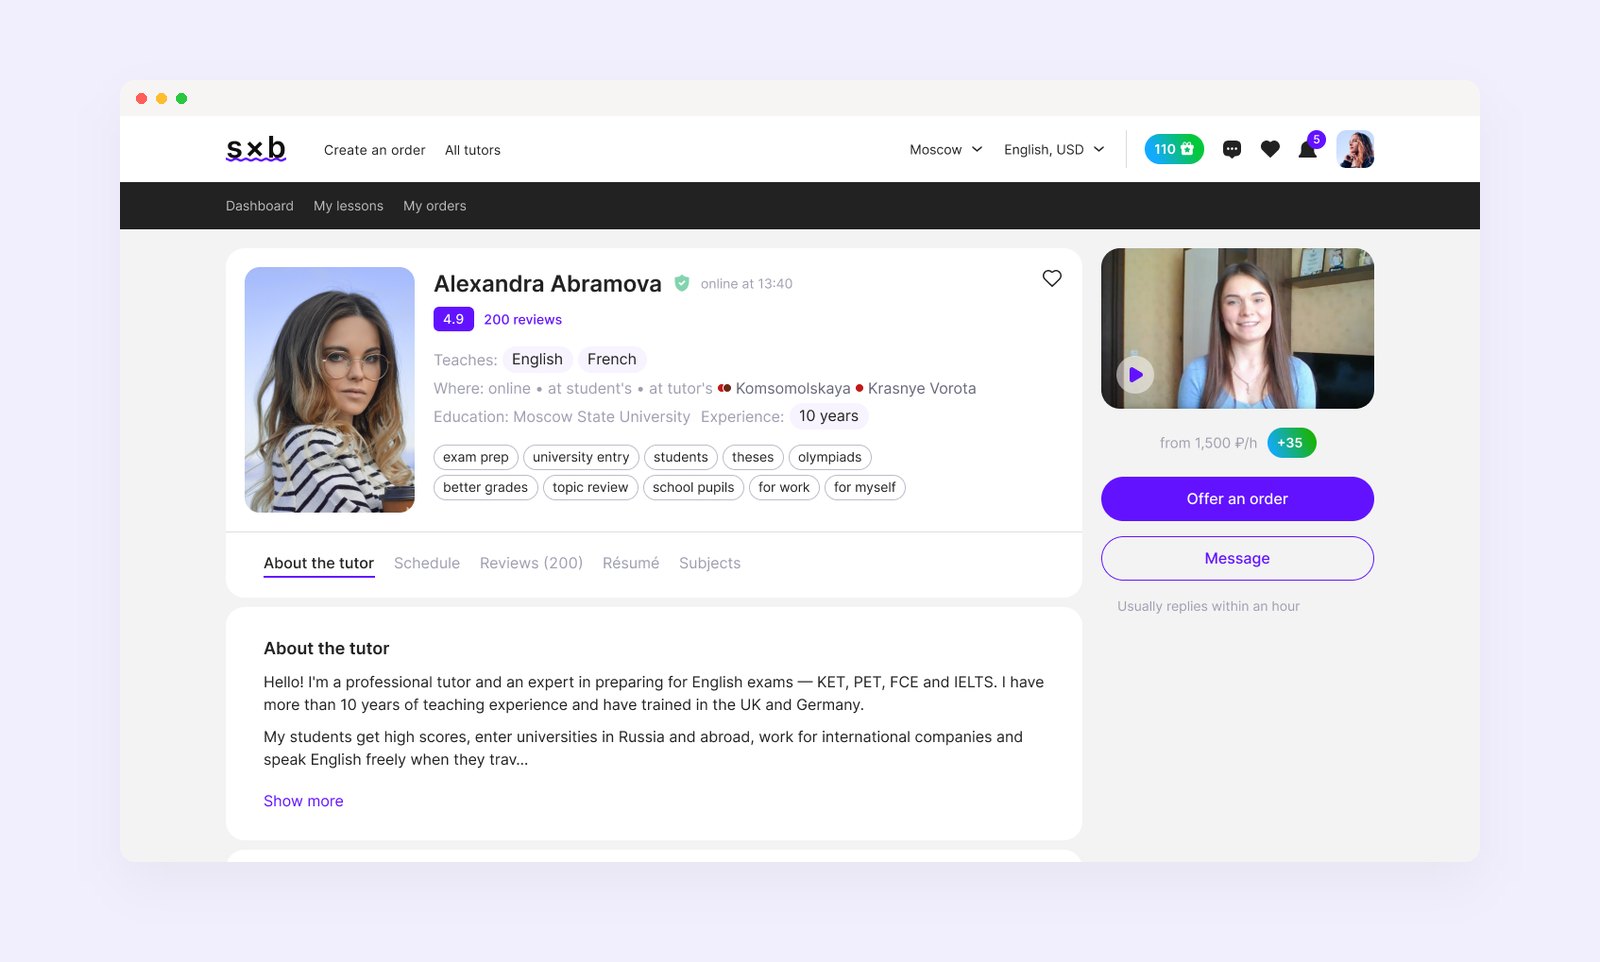 sxb Create an order All tutors Moscow English, USD 110 5
Dashboard My lessons My orders
Alexandra Abramova online at 13:40
4.9 200 reviews
Teaches: English French
Where: online • at student's • at tutor's Komsomolskaya Krasnye Vorota
Education: Moscow State University Experience: 10 years
exam prep university entry students theses olympiads
better grades topic review school pupils for work for myself
from 1,500 ₽/h +35
Offer an order
Message
Usually replies within an hour
About the tutor Schedule Reviews (200) Résumé Subjects
About the tutor
Hello! I'm a professional tutor and an expert in preparing for English exams — KET, PET, FCE and IELTS. I have
more than 10 years of teaching experience and have trained in the UK and Germany.
My students get high scores, enter universities in Russia and abroad, work for international companies and
speak English freely when they trav...
Show more